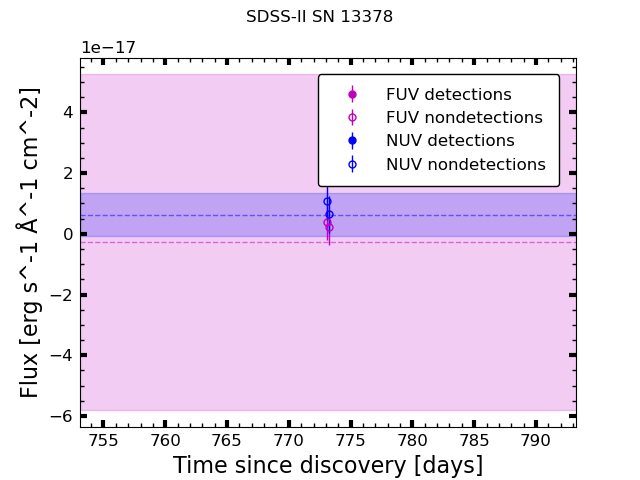 SDSS-II SN 13378
1e−17
FUV detections
FUV nondetections
NUV detections
NUV nondetections
4
2
0
−2
−4
−6
Flux [erg s^-1 Å^-1 cm^-2]
755 760 765 770 775 780 785 790
Time since discovery [days]